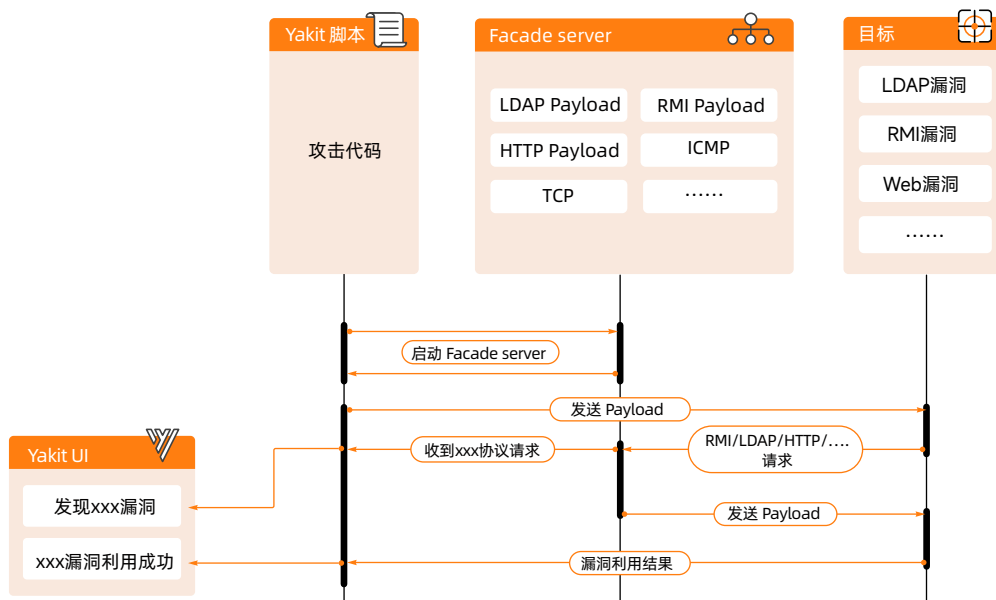 Yakit 脚本
攻击代码
Facade server
LDAP Payload
RMI Payload
HTTP Payload
ICMP
TCP
······
目标
LDAP漏洞
RMI漏洞
Web漏洞
······
启动 Facade server
发送 Payload
收到xxx协议请求
RMI/LDAP/HTTP/....
请求
发送 Payload
漏洞利用结果
Yakit UI
发现xxx漏洞
xxx漏洞利用成功